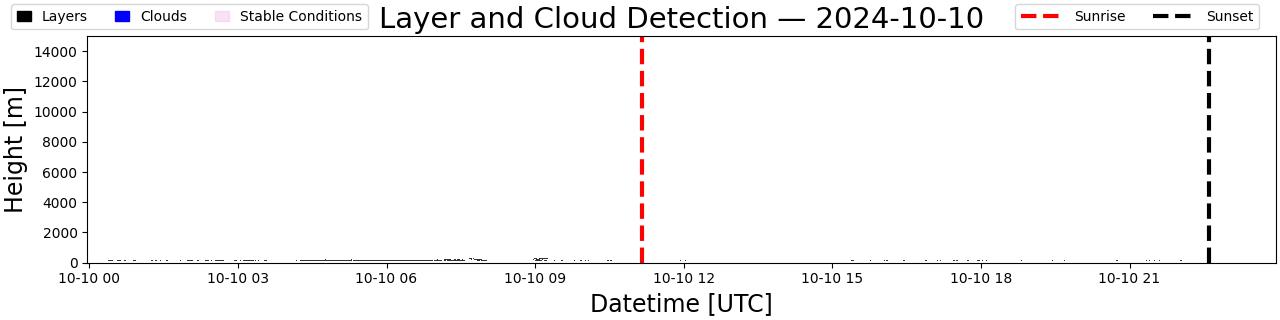 Layers Clouds Stable Conditions Layer and Cloud Detection — 2024-10-10 Sunrise Sunset
Height [m]
14000
12000
10000
8000
6000
4000
2000
0
10-10 00 10-10 03 10-10 06 10-10 09 10-10 12 10-10 15 10-10 18 10-10 21
Datetime [UTC]